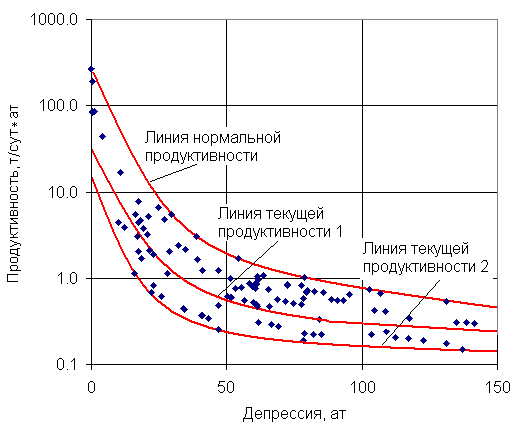 1000.0
100.0
10.0
1.0
0.1
0
50
100
150
Продуктивность, т/сут*ат
Депрессия, ат
Линия нормальной
продуктивности
Линия текущей
продуктивности 1
Линия текущей
продуктивности 2